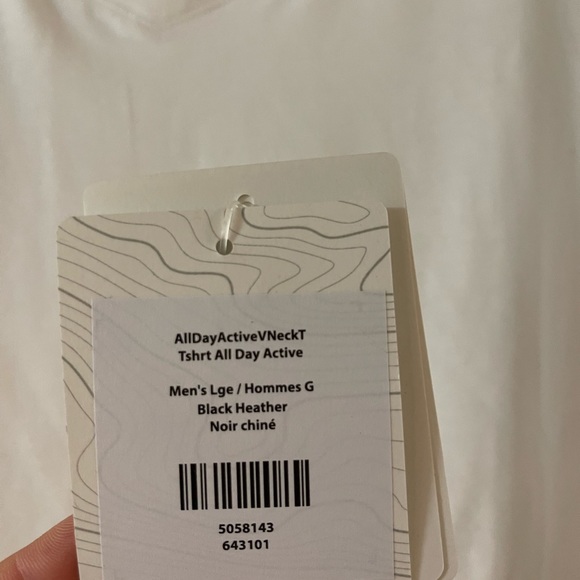 AllDayActiveVNeckT
Tshrt All Day Active
Men's Lge / Hommes G
Black Heather
Noir chiné
5058143
643101